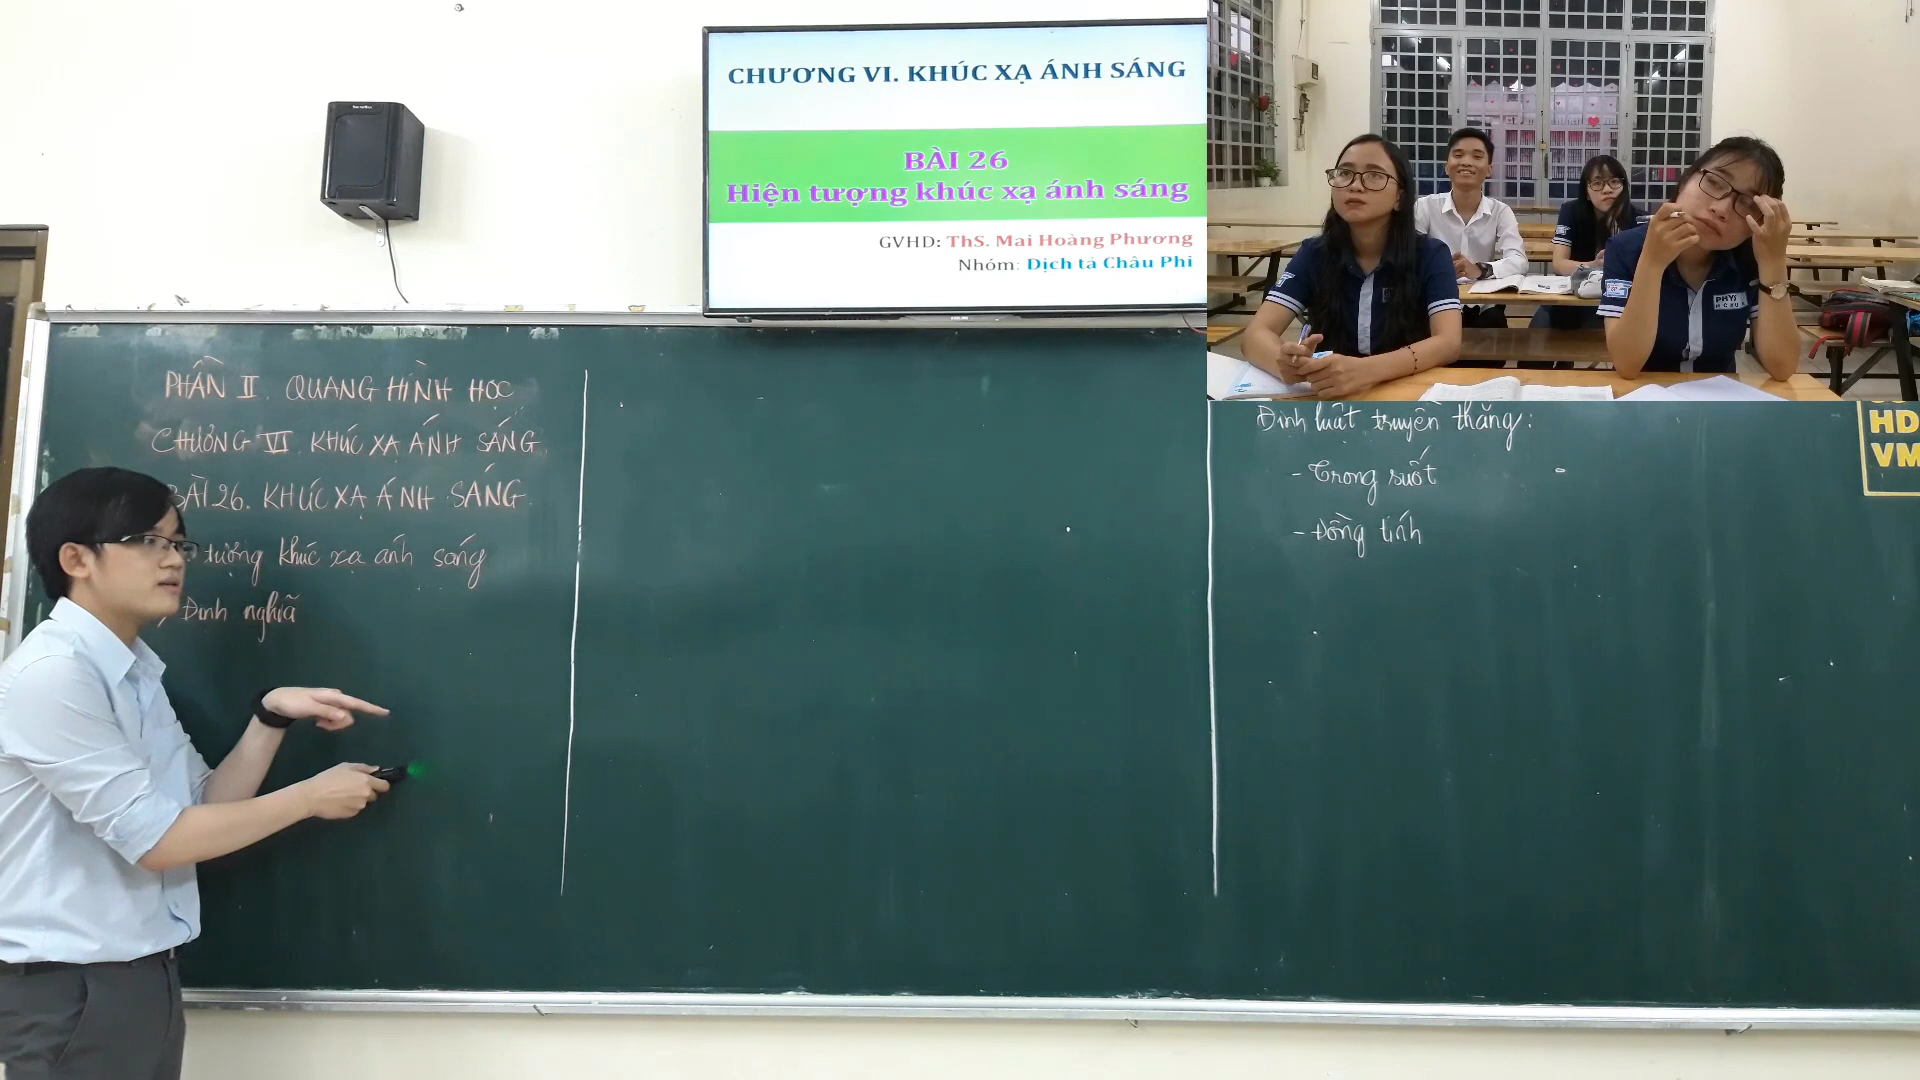 CHƯƠNG VI. KHÚC XẠ ÁNH SÁNG
BÀI 26
Hiện tượng khúc xạ ánh sáng
GVHD: ThS. Mai Hoàng Phương
Nhóm: Dịch tả Châu Phi
PHẦN II. QUANG HÌNH HỌC
CHƯƠNG VI. KHÚC XẠ ÁNH SÁNG.
BÀI 26. KHÚC XẠ ÁNH SÁNG.
tượng khúc xạ ánh sáng
Định nghĩa
Định luật truyền thẳng:
- Trong suốt
- Đồng tính
HD
VM
PHY